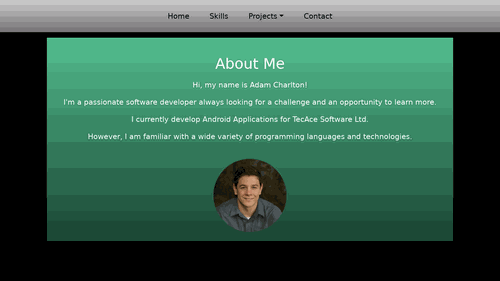 Home Skills Projects Contact
About Me
Hi, my name is Adam Charlton!
I'm a passionate software developer always looking for a challenge and an opportunity to learn more.
I currently develop Android Applications for TecAce Software Ltd.
However, I am familiar with a wide variety of programming languages and technologies.